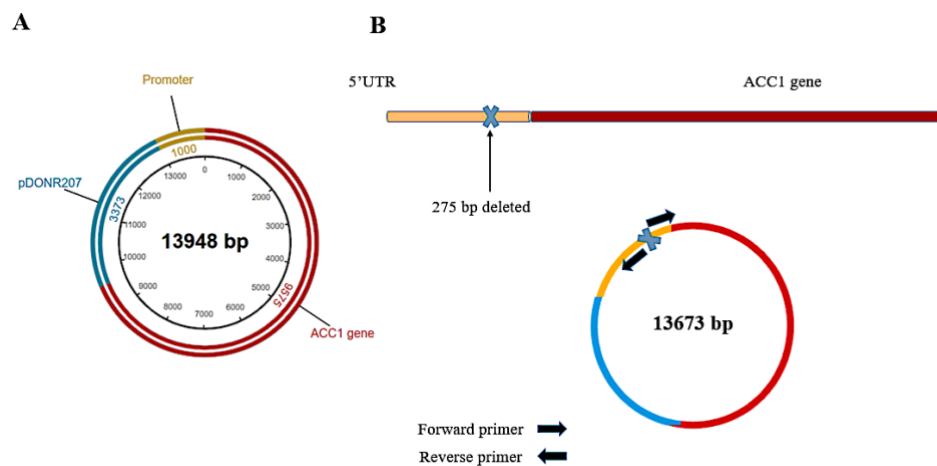 A
B
Promoter
pDONR207
ACC1 gene
1000
3373
9575
0
1000
2000
3000
4000
5000
6000
7000
8000
9000
10000
11000
12000
13000
13948 bp
5'UTR
ACC1 gene
275 bp deleted
13673 bp
Forward primer
Reverse primer